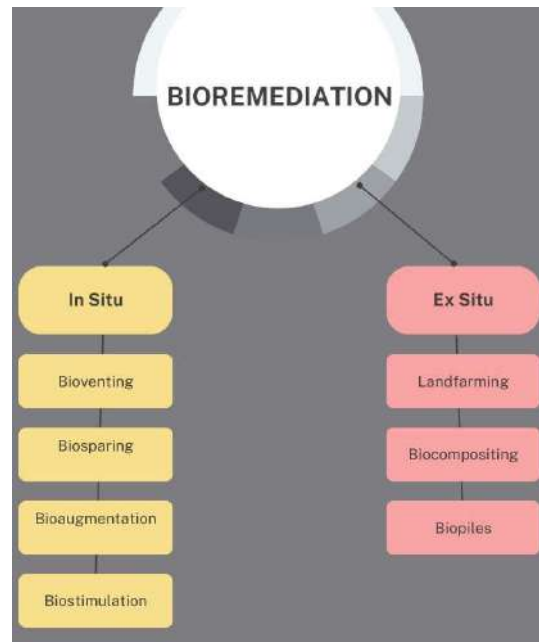 BIOREMEDIATION
In Situ
Bioventing
Biosparing
Bioaugmentation
Biostimulation
Ex Situ
Landfarming
Biocompositing
Biopiles